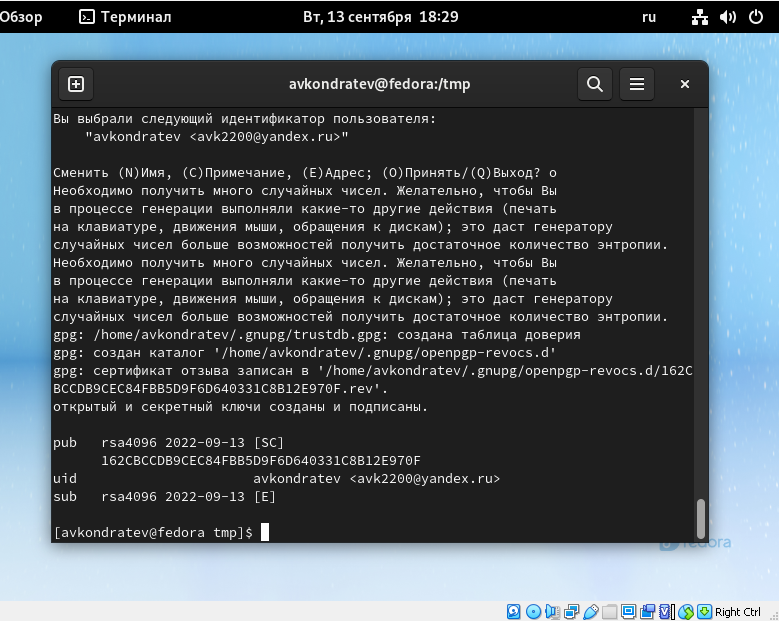 Обзор
Терминал
Вт, 13 сентября 18:29
ru
avkondratev@fedora:/tmp
Вы выбрали следующий идентификатор пользователя:
"avkondratev <avk2200@yandex.ru>"
Сменить (N)Имя, (C)Примечание, (E)Адрес; (O)Принять/(Q)Выход? o
Необходимо получить много случайных чисел. Желательно, чтобы Вы
в процессе генерации выполняли какие-то другие действия (печать
на клавиатуре, движения мыши, обращения к дискам); это даст генератору
случайных чисел больше возможностей получить достаточное количество энтропии.
Необходимо получить много случайных чисел. Желательно, чтобы Вы
в процессе генерации выполняли какие-то другие действия (печать
на клавиатуре, движения мыши, обращения к дискам); это даст генератору
случайных чисел больше возможностей получить достаточное количество энтропии.
gpg: /home/avkondratev/.gnupg/trustdb.gpg: создана таблица доверия
gpg: создан каталог '/home/avkondratev/.gnupg/openpgp-revocs.d'
gpg: сертификат отзыва записан в '/home/avkondratev/.gnupg/openpgp-revocs.d/162C
BCCDB9CEC84FBB5D9F6D640331C8B12E970F.rev'.
открытый и секретный ключи созданы и подписаны.
pub rsa4096 2022-09-13 [SC]
162CBCCDB9CEC84FBB5D9F6D640331C8B12E970F
uid avkondratev <avk2200@yandex.ru>
sub rsa4096 2022-09-13 [E]
[avkondratev@fedora tmp]$
fedora
Right Ctrl